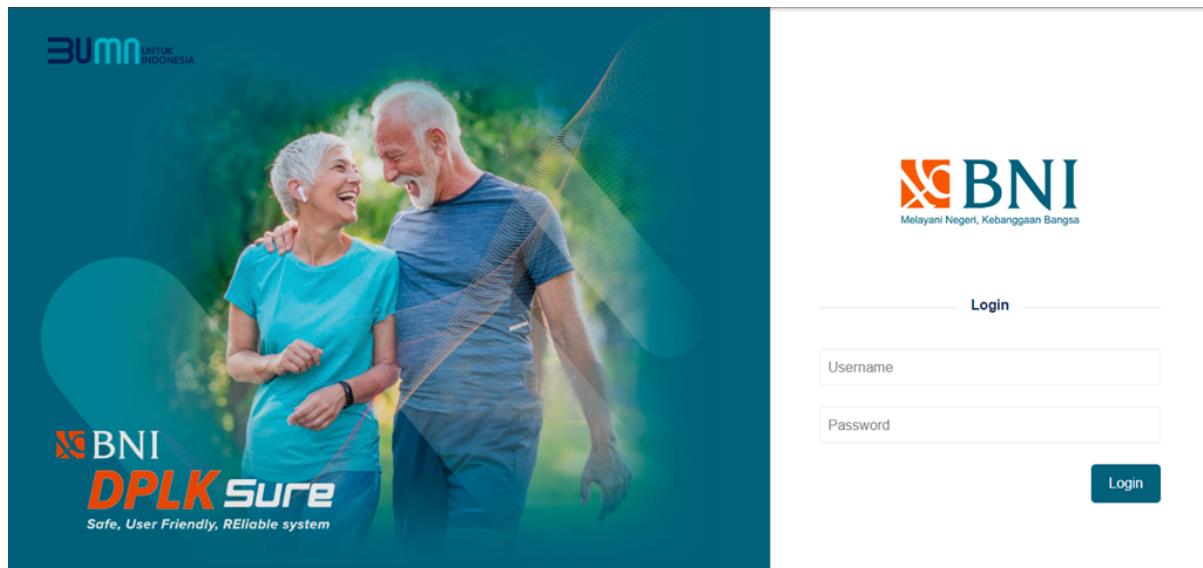 BUMN UNTUK
INDONESIA
BNI
DPLK Sure
Safe, User Friendly, REliable system
BNI
Melayani Negeri, Kebanggaan Bangsa
Login
Username
Password
Login